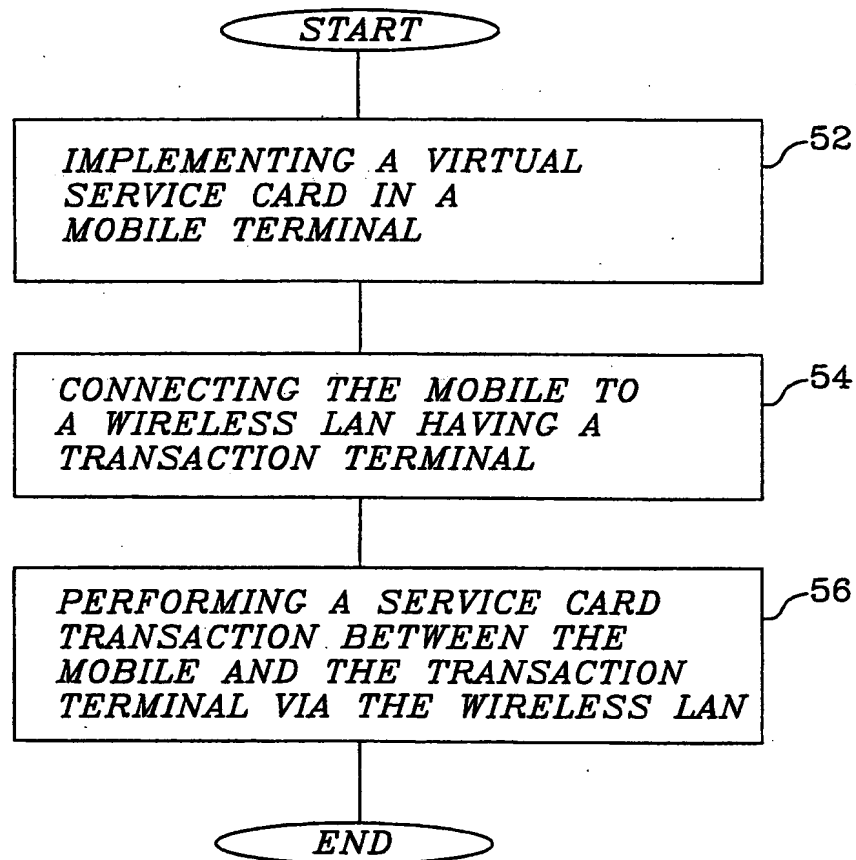 START
52
IMPLEMENTING A VIRTUAL
SERVICE CARD IN A
MOBILE TERMINAL
54
CONNECTING THE MOBILE TO
A WIRELESS LAN HAVING A
TRANSACTION TERMINAL
56
PERFORMING A SERVICE CARD
TRANSACTION BETWEEN THE
MOBILE AND THE TRANSACTION
TERMINAL VIA THE WIRELESS LAN
END